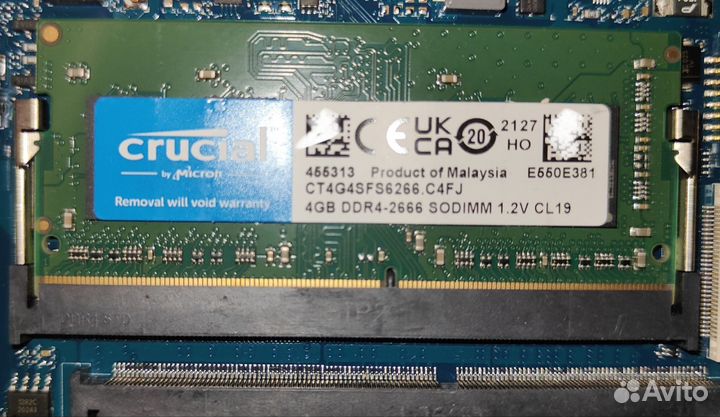 crucial
by Micron
Removal will void warranty
CE UK CA 20 2127
HO
455313 Product of Malaysia E550E381
CT4G4SFS6266.C4FJ
4GB DDR4-2666 SODIMM 1.2V CL19
Avito